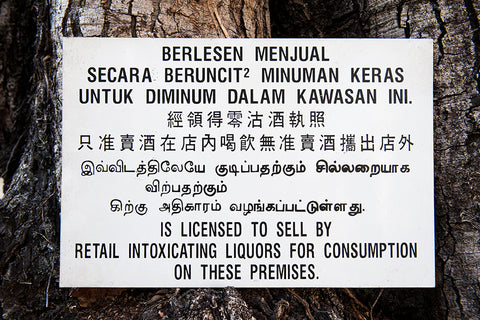 BERLESEN MENJUAL
SECARA BERUNCIT² MINUMAN KERAS
UNTUK DIMINUM DALAM KAWASAN INI.
經領得零沽酒執照
只准賣酒在店內喝飲無准賣酒攜出店外
இவ்விடத்திலேயே குடிப்பதற்கும் சில்லறையாக
விற்பதற்கும்
கிற்கு அதிகாரம் வழங்கப்பட்டுள்ளது.
IS LICENSED TO SELL BY
RETAIL INTOXICATING LIQUORS FOR CONSUMPTION
ON THESE PREMISES.